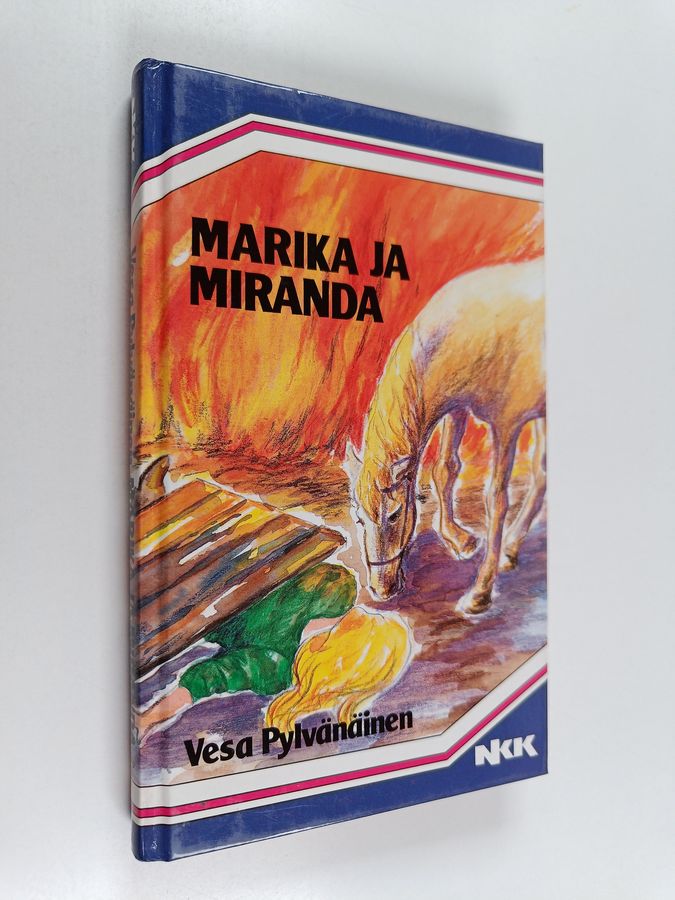 MARIKA JA
MIRANDA
Vesa Pylvänäinen
NKK